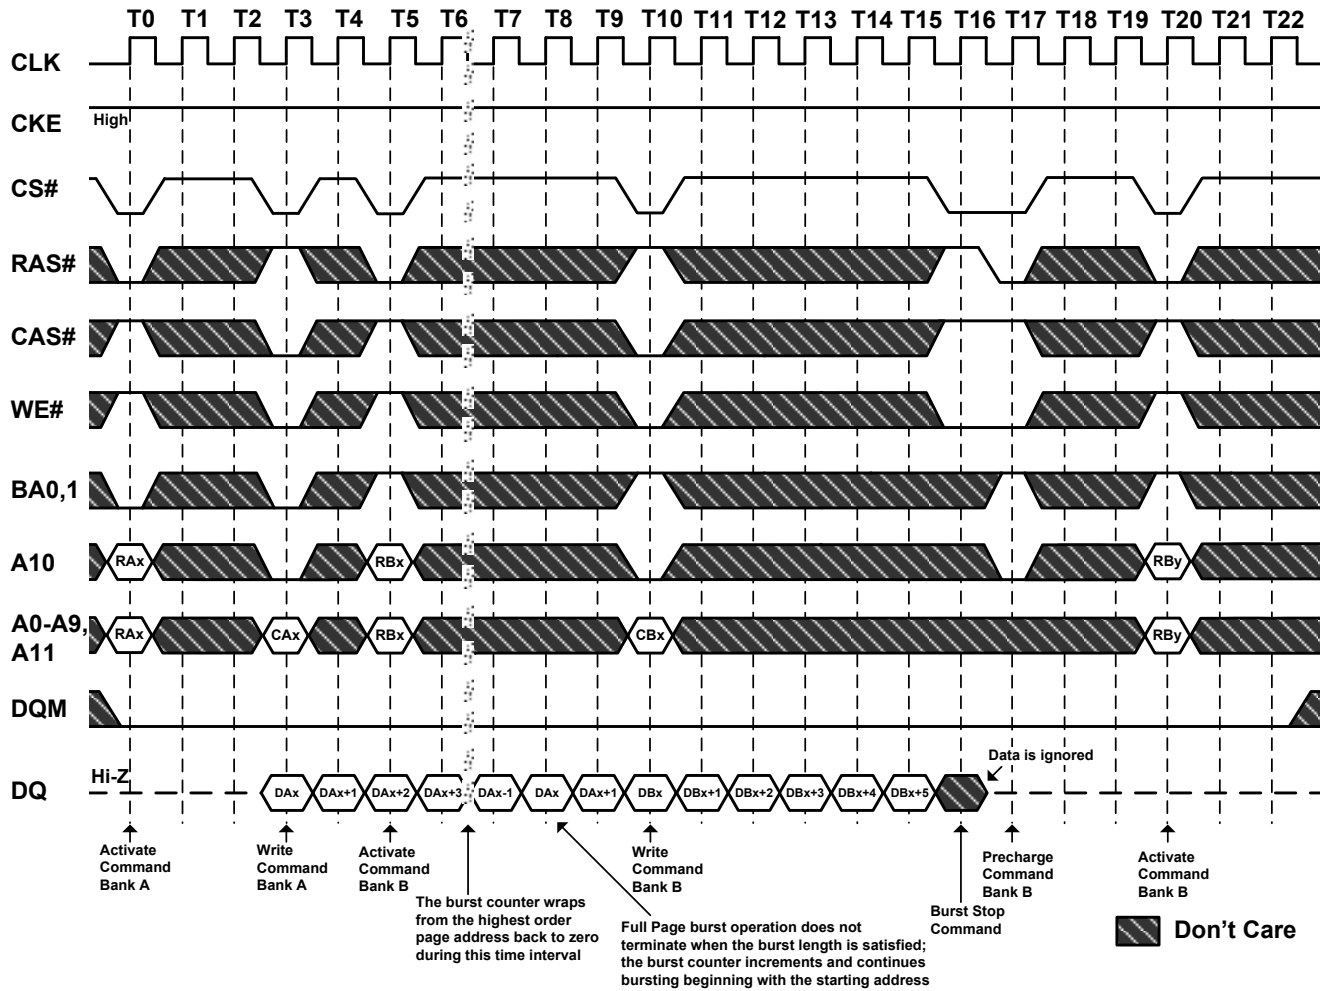 T0 T1 T2 T3 T4 T5 T6 T7 T8 T9 T10 T11 T12 T13 T14 T15 T16 T17 T18 T19 T20 T21 T22
CLK
CKE High
CS#
RAS#
CAS#
WE#
BA0,1
A10 RAx RBx RBy
A0-A9,
A11 RAx CAx RBx CBx RBy
DQM
Data is ignored
DQ Hi-Z DAx DAx+1 DAx+2 DAx+3 DAx-1 DAx DAx+1 DBx DBx+1 DBx+2 DBx+3 DBx+4 DBx+5
Activate
Command
Bank A
Write
Command
Bank A
Activate
Command
Bank B
The burst counter wraps
from the highest order
page address back to zero
during this time interval
Write
Command
Bank B
Full Page burst operation does not
terminate when the burst length is satisfied;
the burst counter increments and continues
bursting beginning with the starting address
Burst Stop
Command
Precharge
Command
Bank B
Activate
Command
Bank B
Don't Care